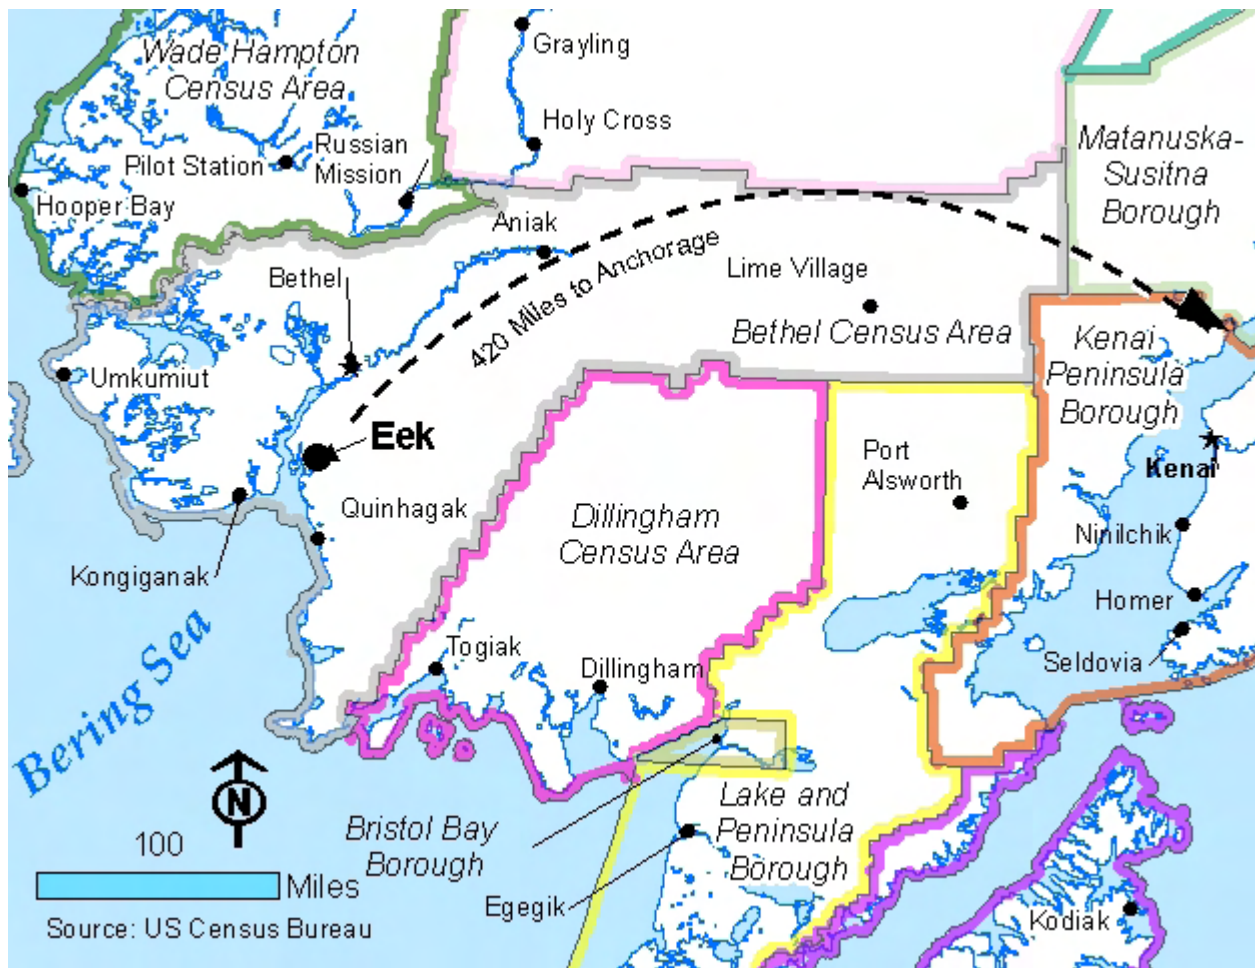 Wade Hampton
Census Area
Grayling
Holy Cross
Russian
Mission
Pilot Station
Hooper Bay
Matanuska-
Susitna
Borough
Aniak
Bethel
420 Miles to Anchorage
Lime Village
Bethel Census Area
Kenai
Peninsula
Borough
Umkumiut
Eek
Port
Alsworth
Kenai
Quinhagak
Dillingham
Census Area
Ninilchik
Kongiganak
Homer
Togiak
Dillingham
Seldovia
Bering Sea
N
Lake and
Peninsula
Borough
Bristol Bay
Borough
100
Miles
Egegik
Kodiak
Source: US Census Bureau